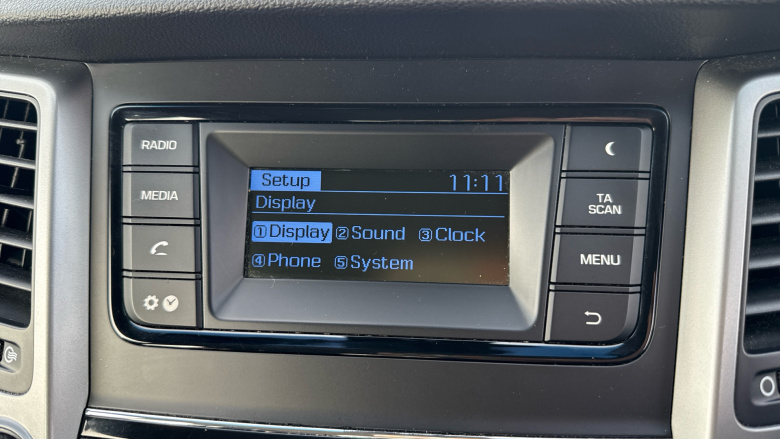 RADIO
MEDIA
Setup 11:11
Display
①Display ②Sound ③Clock
④Phone ⑤System
TA
SCAN
MENU